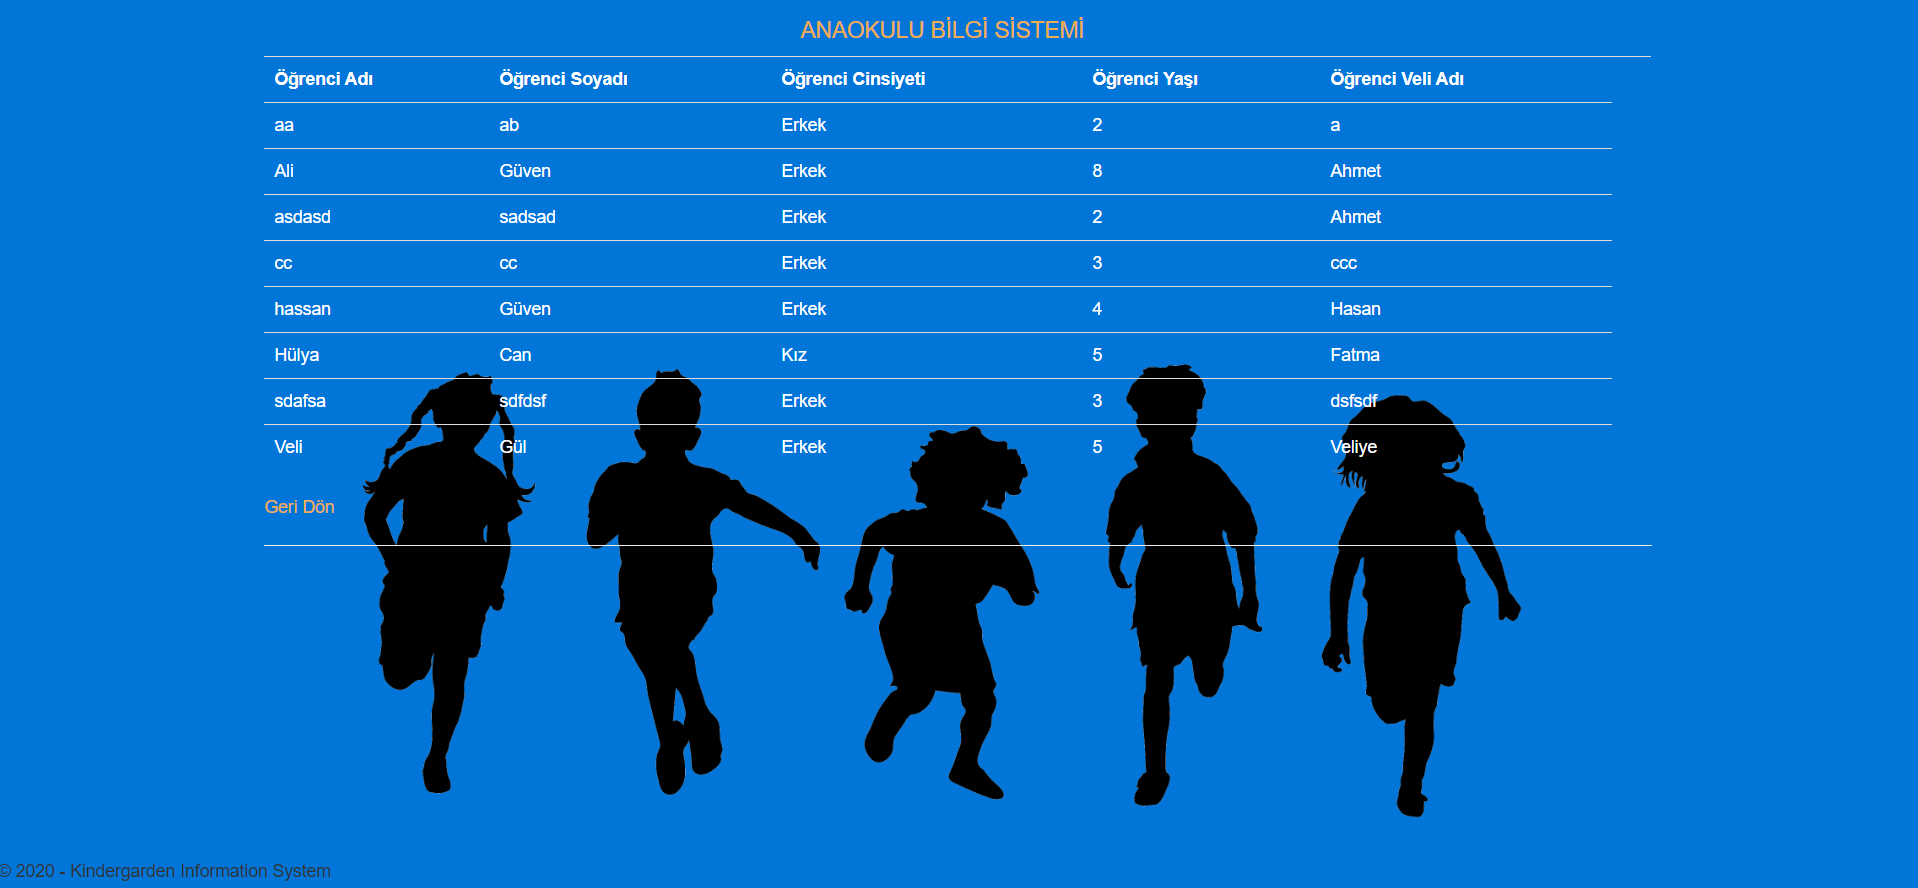 ANAOKULU BİLGİ SİSTEMİ
Öğrenci Adı Öğrenci Soyadı Öğrenci Cinsiyeti Öğrenci Yaşı Öğrenci Veli Adı
aa ab Erkek 2 a
Ali Güven Erkek 8 Ahmet
asdasd sadsad Erkek 2 Ahmet
cc cc Erkek 3 ccc
hassan Güven Erkek 4 Hasan
Hülya Can Kız 5 Fatma
sdafsa sdfdsf Erkek 3 dsfsdf
Veli Gül Erkek 5 Veliye
Geri Dön
© 2020 - Kindergarden Information System